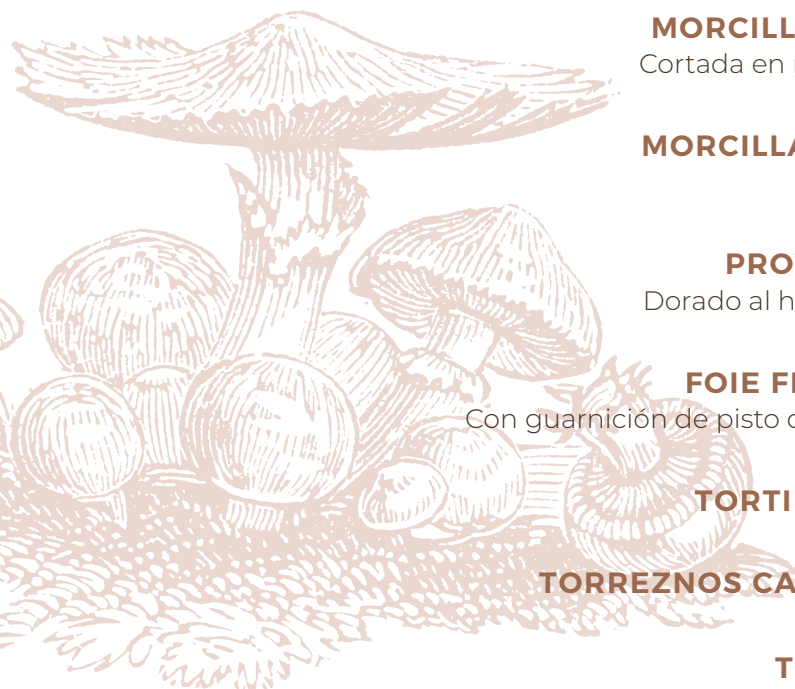 MORCILL
Cortada en
MORCILLA
PRO
Dorado al h
FOIE F
Con guarnición de pisto
TORTI
TORREZNOS CA
T